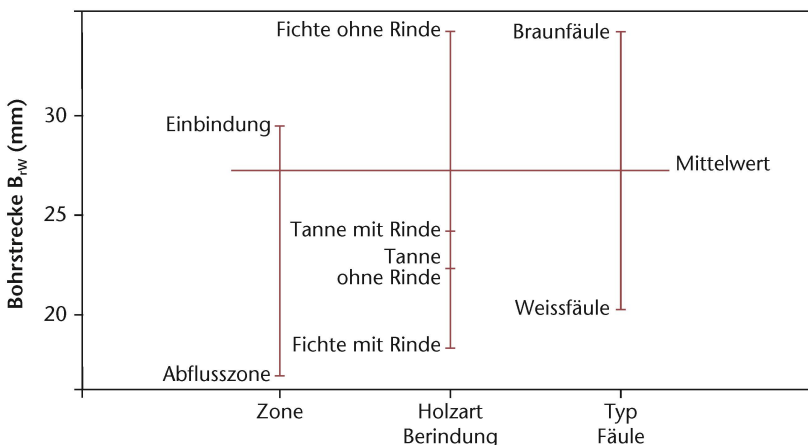 Bohrstrecke BrW (mm)
30
25
20
Fichte ohne Rinde
Braunfäule
Einbindung
Mittelwert
Tanne mit Rinde
Tanne
ohne Rinde
Weissfäule
Fichte mit Rinde
Abflusszone
Zone
Holzart
Berindung
Typ
Fäule